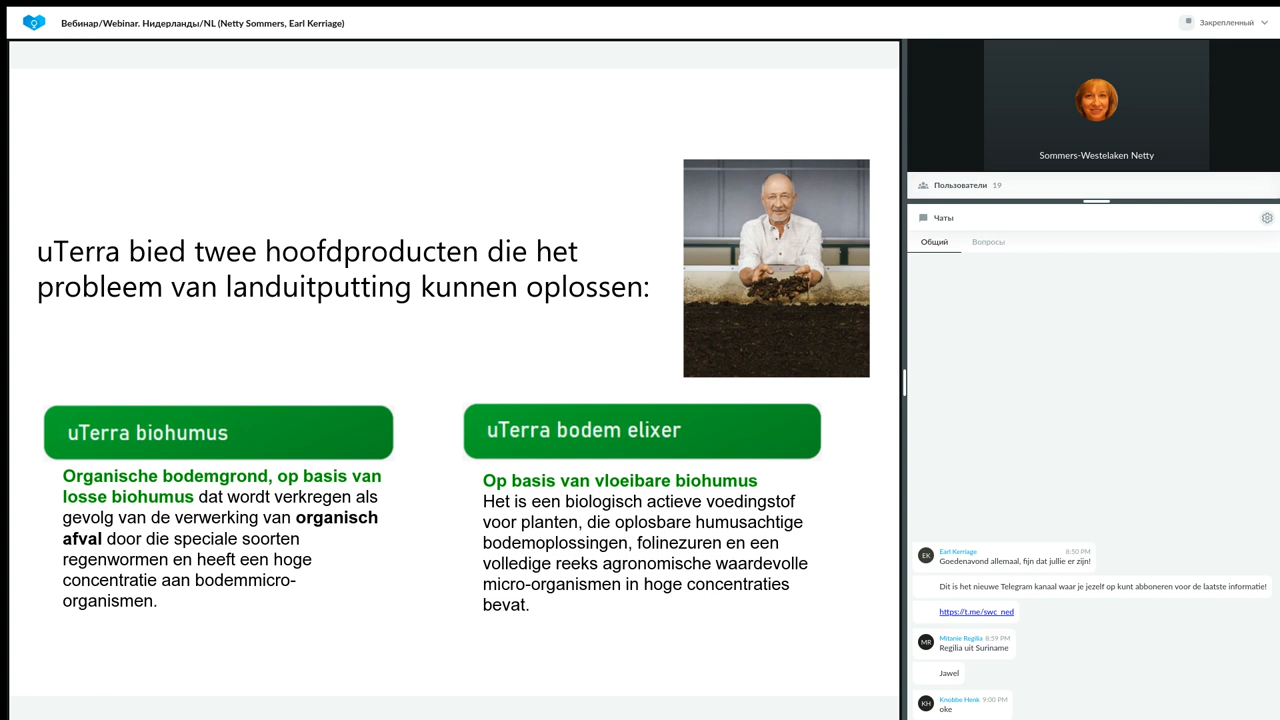 Вебинар/Webinar. Нидерланды/NL (Netty Sommers, Earl Kerriage)
Закрепленный
uTerra bied twee hoofdproducten die het
probleem van landuitputting kunnen oplossen:
uTerra biohumus
Organische bodemgrond, op basis van
losse biohumus dat wordt verkregen als
gevolg van de verwerking van organisch
afval door die speciale soorten
regenwormen en heeft een hoge
concentratie aan bodemmicro-
organismen.
uTerra bodem elixer
Op basis van vloeibare biohumus
Het is een biologisch actieve voedingstof
voor planten, die oplosbare humusachtige
bodemoplossingen, folinezuren en een
volledige reeks agronomische waardevolle
micro-organismen in hoge concentraties
bevat.
Sommers-Westelaken Netty
Пользователи 19
Чаты
Общий Вопросы
EK Earl Kerriage 8:50 PM
Goedenavond allemaal, fijn dat jullie er zijn!
Dit is het nieuwe Telegram kanaal waar je jezelf op kunt abboneren voor de laatste informatie!
https://t.me/swc_ned
MR Mitanie Regilia 8:59 PM
Regilia uit Suriname
Jawel
KH Knobbe Henk 9:00 PM
oke